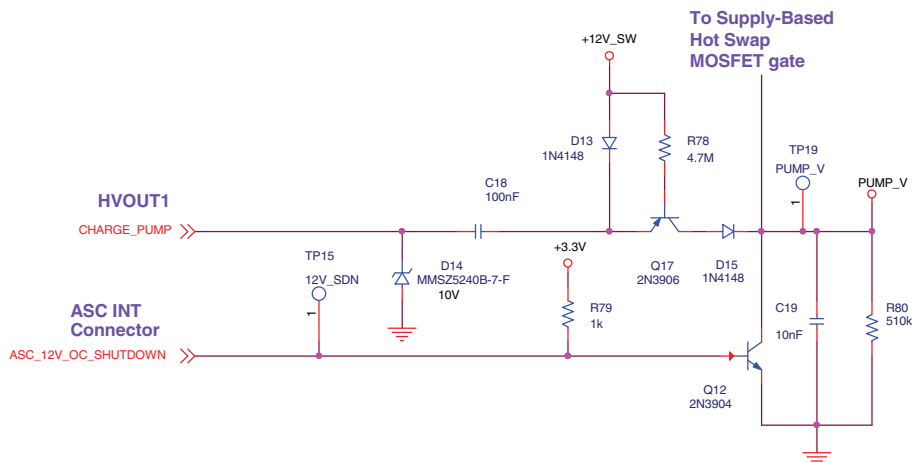 To Supply-Based
Hot Swap
MOSFET gate
+12V_SW
D13
1N4148
R78
4.7M
TP19
PUMP_V
1
PUMP_V
C18
100nF
HVOUT1
CHARGE_PUMP
+3.3V
TP15
12V_SDN
1
D14
MMSZ5240B-7-F
10V
Q17
2N3906
D15
1N4148
R79
1k
C19
10nF
R80
510k
ASC INT
Connector
ASC_12V_OC_SHUTDOWN
Q12
2N3904